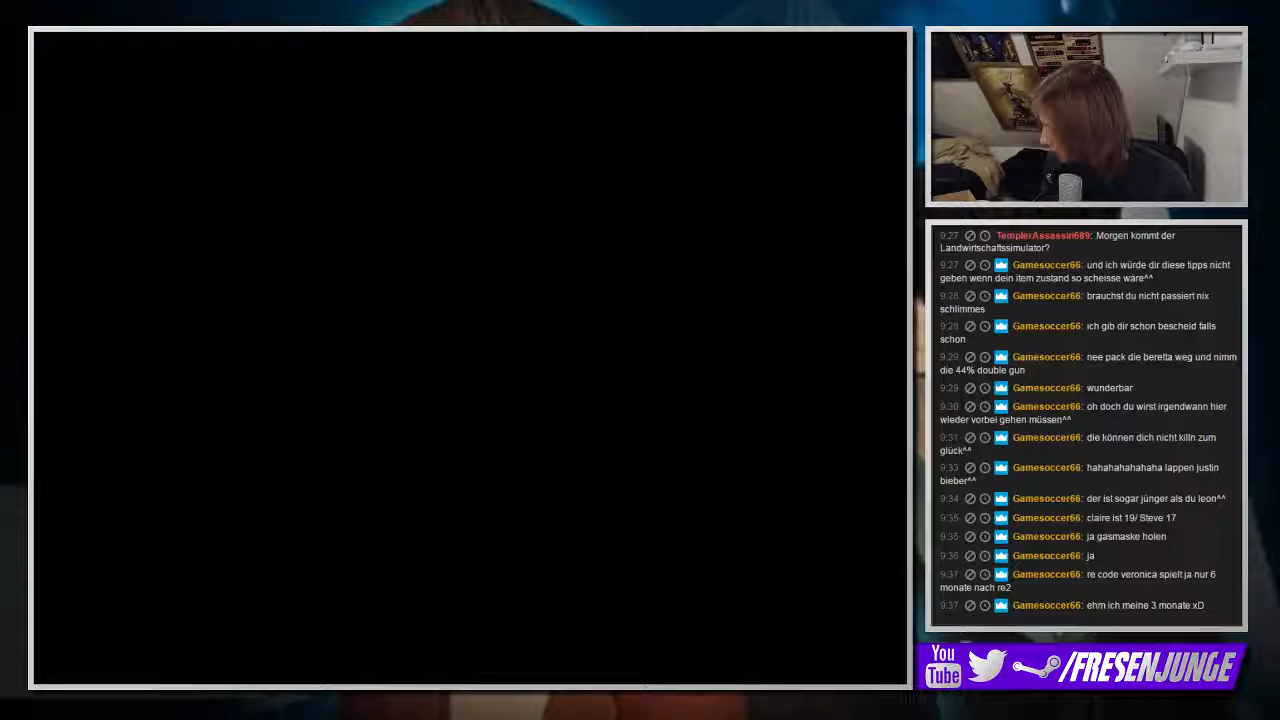 9:27 TemplerAssassin689: Morgen kommt der
Landwirtschaftssimulator?
9:27 Gamesoccer66: und ich würde dir diese tipps nicht
geben wenn dein item zustand so scheisse wäre^^
9:28 Gamesoccer66: brauchst du nicht passiert nix
schlimmes
9:28 Gamesoccer66: ich gib dir schon bescheid falls
schon
9:29 Gamesoccer66: nee pack die beretta weg und nimm
die 44% double gun
9:29 Gamesoccer66: wunderbar
9:30 Gamesoccer66: oh doch du wirst irgendwann hier
wieder vorbei gehen müssen^^
9:31 Gamesoccer66: die können dich nicht killn zum
glück^^
9:33 Gamesoccer66: hahahahahahaha lappen justin
bieber^^
9:34 Gamesoccer66: der ist sogar jünger als du leon^^
9:35 Gamesoccer66: claire ist 19/ Steve 17
9:35 Gamesoccer66: ja gasmaske holen
9:36 Gamesoccer66: ja
9:37 Gamesoccer66: re code veronica spielt ja nur 6
monate nach re2
9:37 Gamesoccer66: ehm ich meine 3 monate xD
You
Tube
/FRESENJUNGE